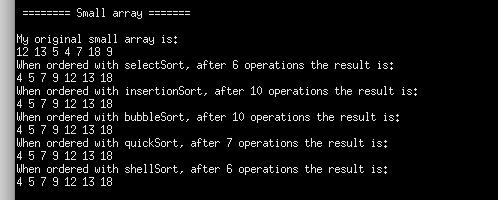 ======== Small array =======
My original small array is:
12 13 5 4 7 18 9
When ordered with selectSort, after 6 operations the result is:
4 5 7 9 12 13 18
When ordered with insertionSort, after 10 operations the result is:
4 5 7 9 12 13 18
When ordered with bubbleSort, after 10 operations the result is:
4 5 7 9 12 13 18
When ordered with quickSort, after 7 operations the result is:
4 5 7 9 12 13 18
When ordered with shellSort, after 6 operations the result is:
4 5 7 9 12 13 18